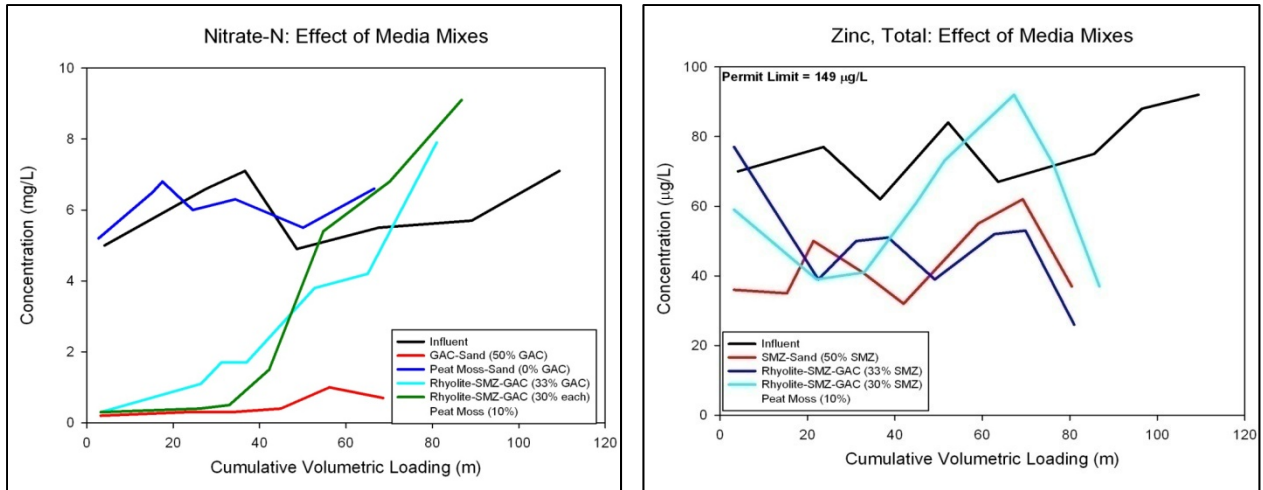 Nitrate-N: Effect of Media Mixes
10
8
6
4
2
0
Concentration (mg/L)
Influent
GAC-Sand (50% GAC)
Peat Moss-Sand (0% GAC)
Rhyolite-SMZ-GAC (33% GAC)
Rhyolite-SMZ-GAC (30% each)
Peat Moss (10%)
0 20 40 60 80 100 120
Cumulative Volumetric Loading (m)
Zinc, Total: Effect of Media Mixes
100
80
60
40
20
0
Concentration (µg/L)
Permit Limit = 149 µg/L
Influent
SMZ-Sand (50% SMZ)
Rhyolite-SMZ-GAC (33% SMZ)
Rhyolite-SMZ-GAC (30% SMZ)
Peat Moss (10%)
0 20 40 60 80 100 120
Cumulative Volumetric Loading (m)